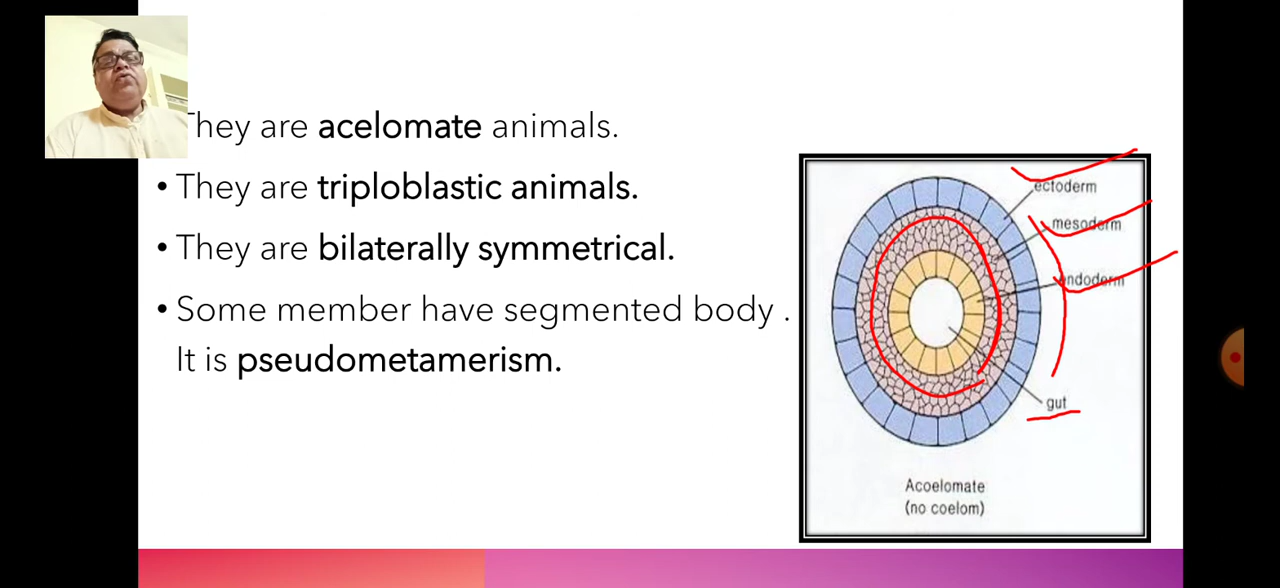 They are acelomate animals.
• They are triploblastic animals.
• They are bilaterally symmetrical.
• Some member have segmented body .
It is pseudometamerism.
ectoderm
mesoderm
endoderm
gut
Acoelomate
(no coelom)